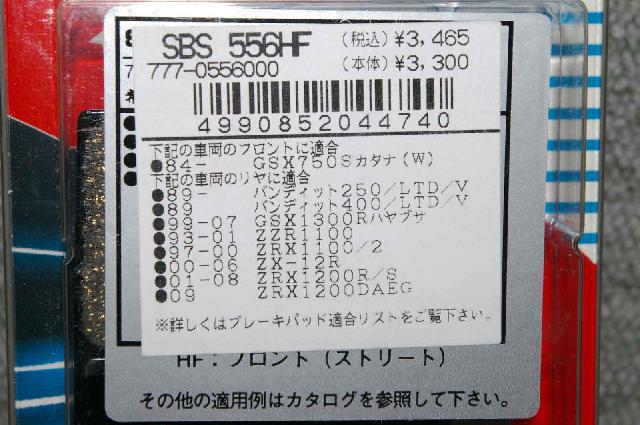 SBS 556HF (税込) ¥3,465
777-0556000 (本体) ¥3,300
4990852044740
下記の車両のフロントに適合
●84- GSX750Sカタナ(W)
下記の車両のリヤに適合
●89- バンディット250/LTD/V
●89 バンディット400/LTD/V
●99-07 GSX1300Rハヤブサ
●93-01 ZZR1100
●97-00 ZRX1100/2
●00-06 ZX-12R
●01-08 ZRX1200R/S
●09 ZRX1200DAEG
※詳しくはブレーキパッド適合リストをご覧下さい。
HF:フロント(ストリート)
その他の適用例はカタログを参照して下さい。